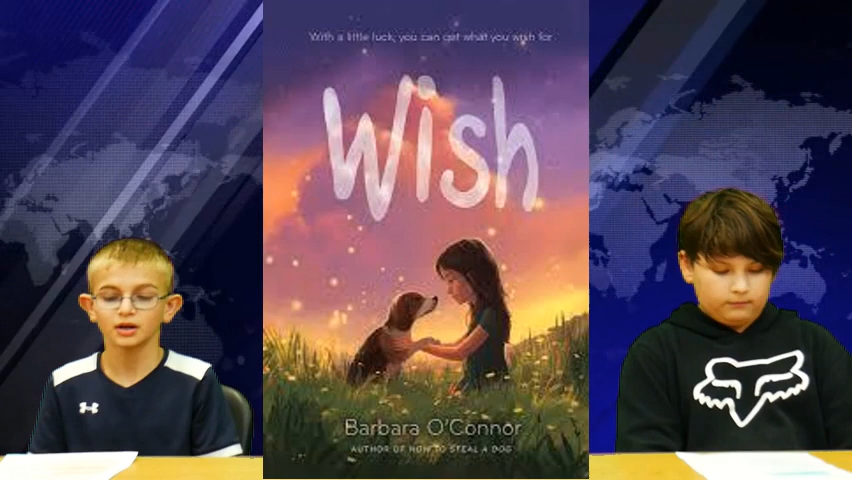 With a little luck, you can get what you wish for.
Wish
Barbara O'Connor
AUTHOR OF HOW TO STEAL A DOG